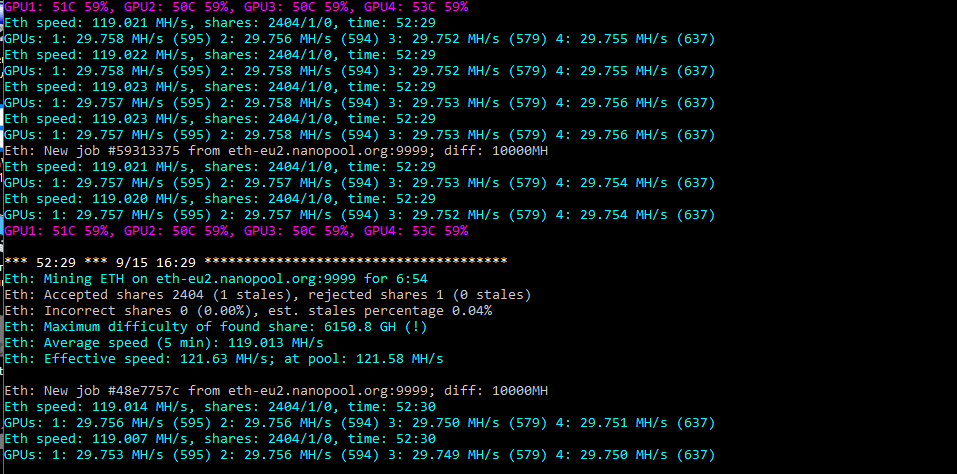 GPU1: 51C 59%, GPU2: 50C 59%, GPU3: 50C 59%, GPU4: 53C 59%
Eth speed: 119.021 MH/s, shares: 2404/1/0, time: 52:29
GPUs: 1: 29.758 MH/s (595) 2: 29.756 MH/s (594) 3: 29.752 MH/s (579) 4: 29.755 MH/s (637)
Eth speed: 119.022 MH/s, shares: 2404/1/0, time: 52:29
GPUs: 1: 29.758 MH/s (595) 2: 29.758 MH/s (594) 3: 29.752 MH/s (579) 4: 29.755 MH/s (637)
Eth speed: 119.023 MH/s, shares: 2404/1/0, time: 52:29
GPUs: 1: 29.757 MH/s (595) 2: 29.758 MH/s (594) 3: 29.753 MH/s (579) 4: 29.756 MH/s (637)
Eth speed: 119.023 MH/s, shares: 2404/1/0, time: 52:29
GPUs: 1: 29.757 MH/s (595) 2: 29.758 MH/s (594) 3: 29.753 MH/s (579) 4: 29.756 MH/s (637)
Eth: New job #59313375 from eth-eu2.nanopool.org:9999; diff: 10000MH
Eth speed: 119.021 MH/s, shares: 2404/1/0, time: 52:29
GPUs: 1: 29.757 MH/s (595) 2: 29.757 MH/s (594) 3: 29.753 MH/s (579) 4: 29.754 MH/s (637)
Eth speed: 119.020 MH/s, shares: 2404/1/0, time: 52:29
GPUs: 1: 29.757 MH/s (595) 2: 29.757 MH/s (594) 3: 29.752 MH/s (579) 4: 29.754 MH/s (637)
GPU1: 51C 59%, GPU2: 50C 59%, GPU3: 50C 59%, GPU4: 53C 59%
*** 52:29 *** 9/15 16:29 **************************************
Eth: Mining ETH on eth-eu2.nanopool.org:9999 for 6:54
Eth: Accepted shares 2404 (1 stales), rejected shares 1 (0 stales)
Eth: Incorrect shares 0 (0.00%), est. stales percentage 0.04%
Eth: Maximum difficulty of found share: 6150.8 GH (!)
Eth: Average speed (5 min): 119.013 MH/s
Eth: Effective speed: 121.63 MH/s; at pool: 121.58 MH/s
Eth: New job #48e7757c from eth-eu2.nanopool.org:9999; diff: 10000MH
Eth speed: 119.014 MH/s, shares: 2404/1/0, time: 52:30
GPUs: 1: 29.756 MH/s (595) 2: 29.756 MH/s (594) 3: 29.750 MH/s (579) 4: 29.751 MH/s (637)
Eth speed: 119.007 MH/s, shares: 2404/1/0, time: 52:30
GPUs: 1: 29.753 MH/s (595) 2: 29.756 MH/s (594) 3: 29.749 MH/s (579) 4: 29.750 MH/s (637)